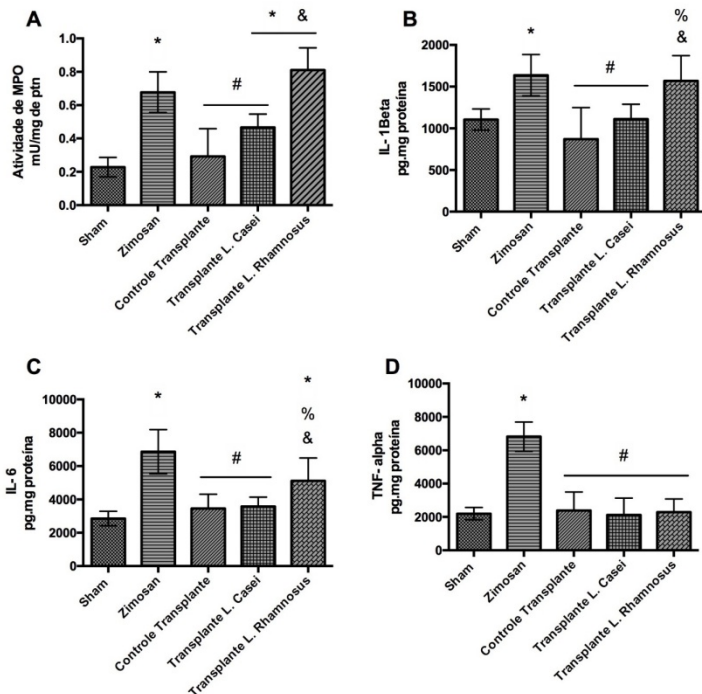 A
* &
*
#
Atividade de MPO
mU/mg de ptn
1.0
0.8
0.6
0.4
0.2
0.0
Sham
Zimosan
Controle Transplante
Transplante L. Casei
Transplante L. Rhamnosus
B
%
&
*
#
IL- 1Beta
pg.mg proteína
2000
1500
1000
500
0
Sham
Zimosan
Controle Transplante
Transplante L. Casei
Transplante L. Rhamnosus
C
*
*
%
&
#
IL- 6
pg.mg proteína
10000
8000
6000
4000
2000
0
Sham
Zimosan
Controle Transplante
Transplante L. Casei
Transplante L. Rhamnosus
D
*
#
TNF- alpha
pg.mg proteína
10000
8000
6000
4000
2000
0
Sham
Zimosan
Controle Transplante
Transplante L. Casei
Transplante L. Rhamnosus